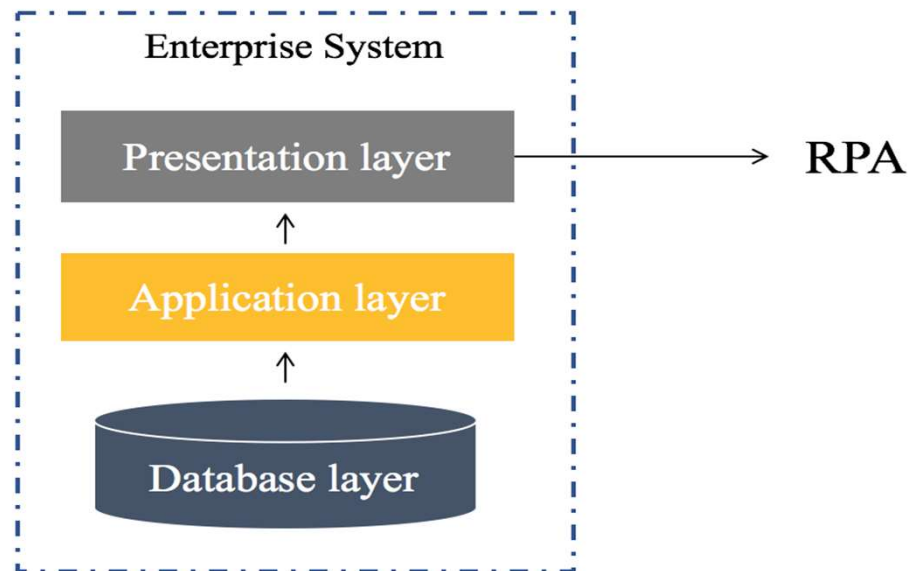 Enterprise System
Presentation layer
RPA
Application layer
Database layer